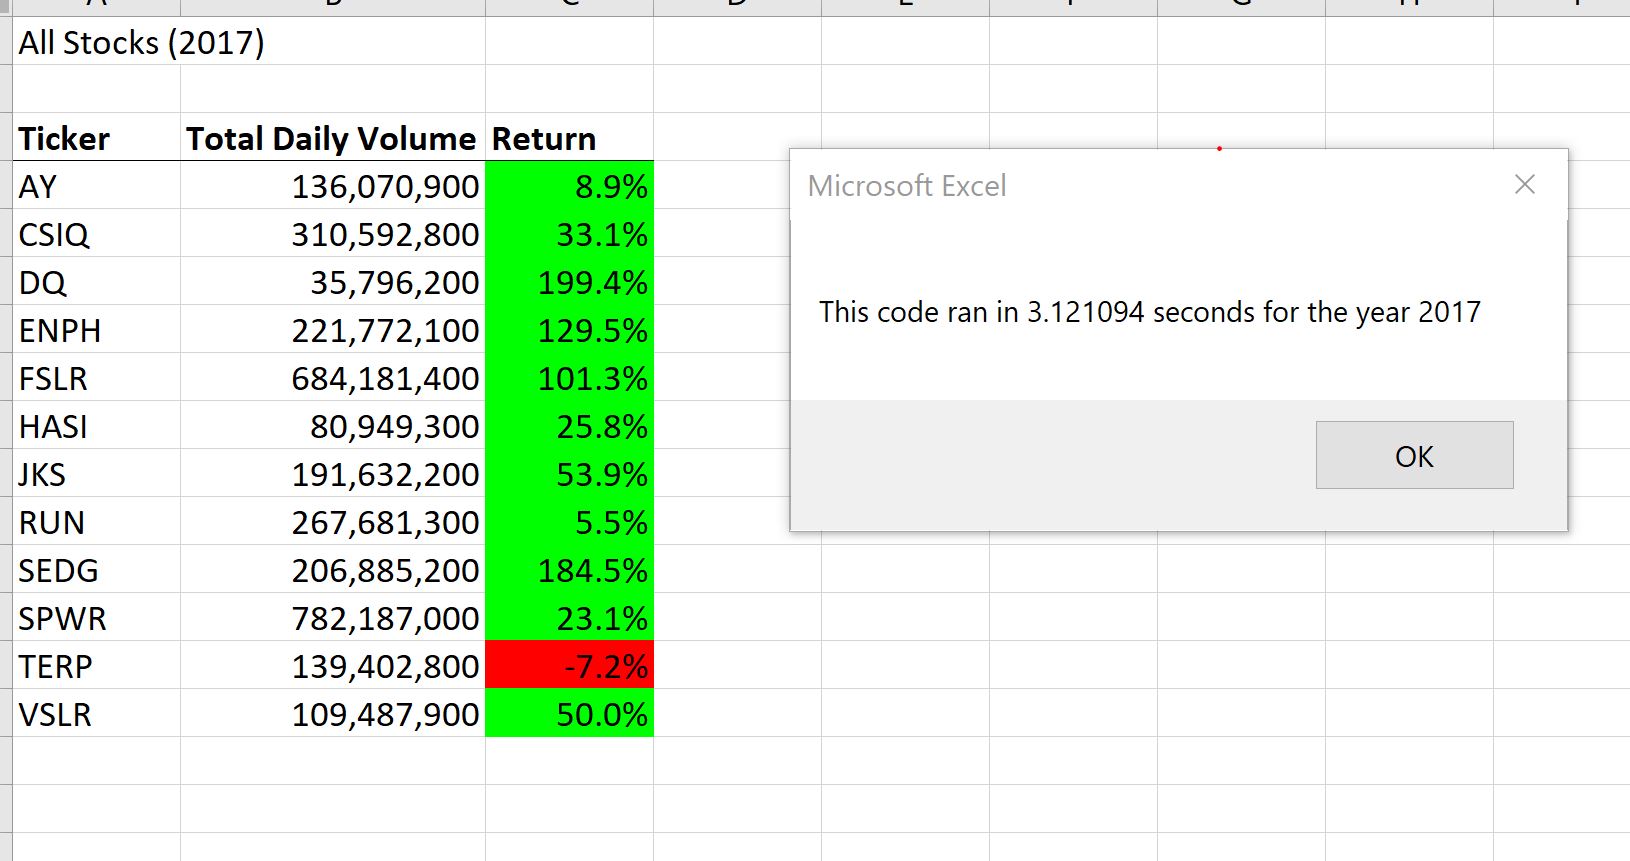 All Stocks (2017)
Ticker Total Daily Volume Return
AY 136,070,900 8.9%
CSIQ 310,592,800 33.1%
DQ 35,796,200 199.4%
ENPH 221,772,100 129.5%
FSLR 684,181,400 101.3%
HASI 80,949,300 25.8%
JKS 191,632,200 53.9%
RUN 267,681,300 5.5%
SEDG 206,885,200 184.5%
SPWR 782,187,000 23.1%
TERP 139,402,800 -7.2%
VSLR 109,487,900 50.0%
Microsoft Excel
This code ran in 3.121094 seconds for the year 2017
OK